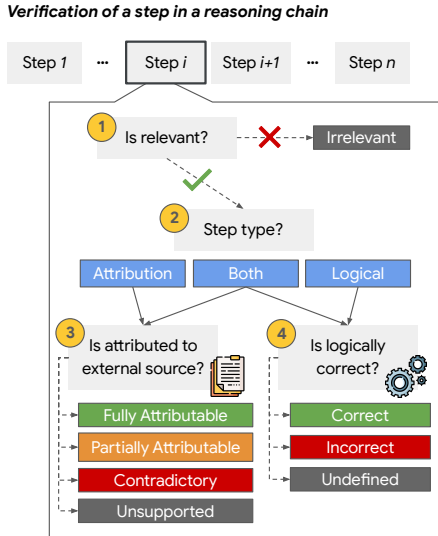 Verification of a step in a reasoning chain
Step 1 ... Step i Step i+1 ... Step n
1
Is relevant?
Irrelevant
2
Step type?
Attribution Both Logical
3
Is attributed to
external source?
4
Is logically
correct?
Fully Attributable
Partially Attributable
Contradictory
Unsupported
Correct
Incorrect
Undefined